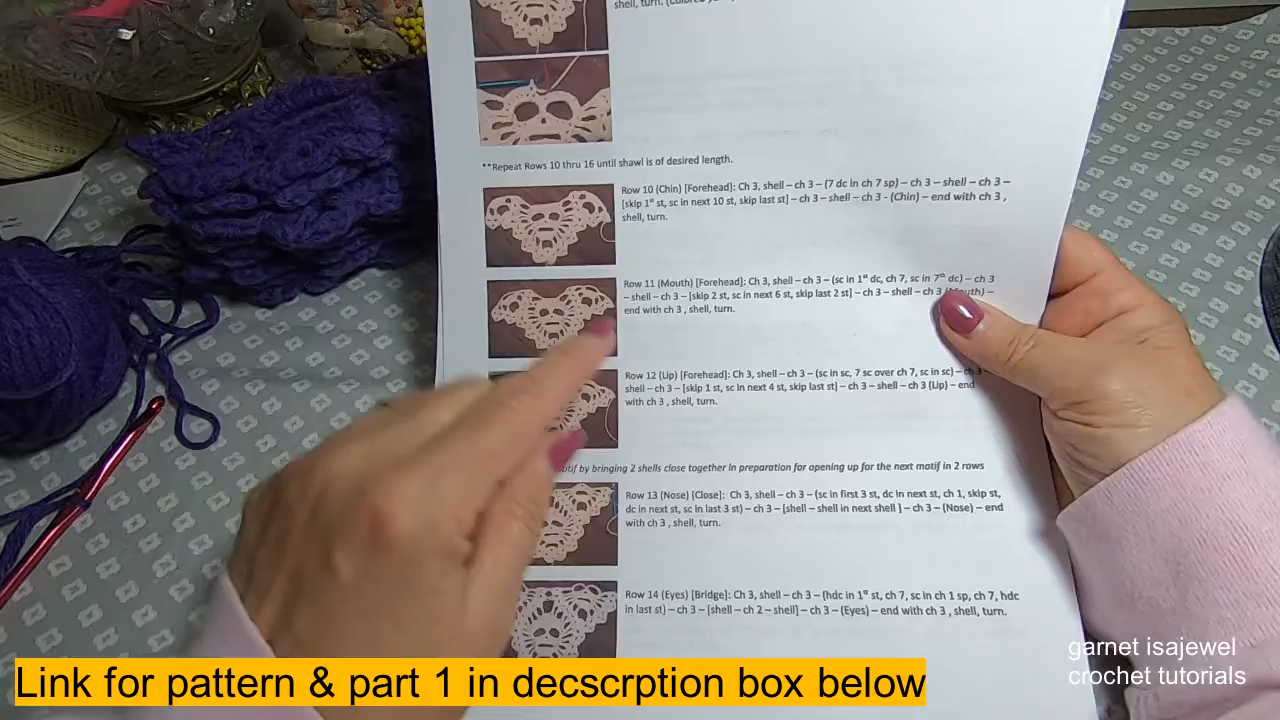 shell, turn.
**Repeat Rows 10 thru 16 until shawl is of desired length.
Row 10 (Chin) [Forehead]: Ch 3, shell – ch 3 – (7 dc in ch 7 sp) – ch 3 – shell – ch 3 –
[skip 1st st, sc in next 10 st, skip last st] – ch 3 – shell – ch 3 - (Chin) – end with ch 3 ,
shell, turn.
Row 11 (Mouth) [Forehead]: Ch 3, shell – ch 3 – (sc in 1st dc, ch 7, sc in 7th dc) – ch 3
– shell – ch 3 – [skip 2 st, sc in next 6 st, skip last 2 st] – ch 3 – shell – ch 3 (Mouth) –
end with ch 3 , shell, turn.
Row 12 (Lip) [Forehead]: Ch 3, shell – ch 3 – (sc in sc, 7 sc over ch 7, sc in sc) – ch 3 –
shell – ch 3 – [skip 1 st, sc in next 4 st, skip last st] – ch 3 – shell – ch 3 (Lip) – end
with ch 3 , shell, turn.
by bringing 2 shells close together in preparation for opening up for the next motif in 2 rows
Row 13 (Nose) [Close]: Ch 3, shell – ch 3 – (sc in first 3 st, dc in next st, ch 1, skip st,
dc in next st, sc in last 3 st) – ch 3 – [shell – shell in next shell ] – ch 3 – (Nose) – end
with ch 3 , shell, turn.
Row 14 (Eyes) [Bridge]: Ch 3, shell – ch 3 – (hdc in 1st st, ch 7, sc in ch 1 sp, ch 7, hdc
in last st) – ch 3 – [shell – ch 2 – shell] – ch 3 – (Eyes) – end with ch 3 , shell, turn.
garnet isajewel
crochet tutorials
Link for pattern & part 1 in decscrption box below